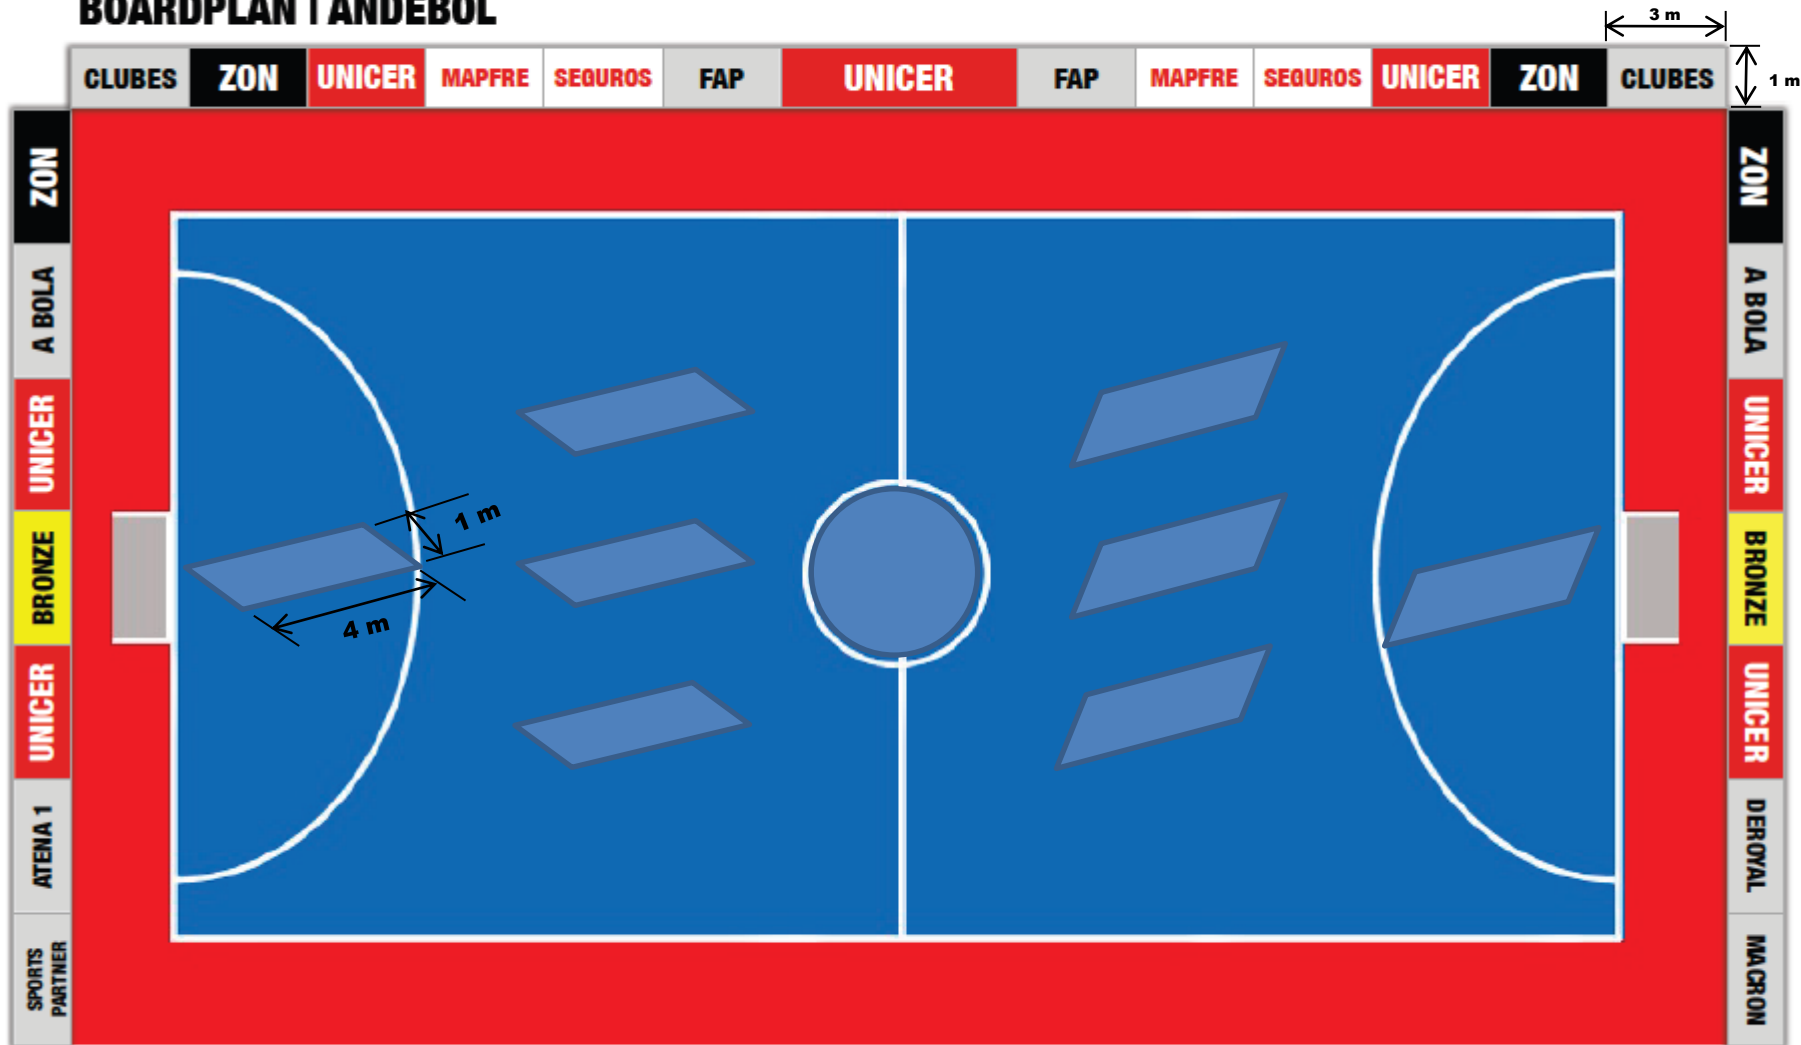 BOARDPLAN | ANDEBOL
3 m
CLUBES ZON UNICER MAPFRE SEGUROS FAP UNICER FAP MAPFRE SEGUROS UNICER ZON CLUBES
1 m
ZON
A BOLA
UNICER
BRONZE
UNICER
ATENA 1
SPORTS
PARTNER
1 m
4 m
ZON
A BOLA
UNICER
BRONZE
UNICER
DEROYAL
MACRON